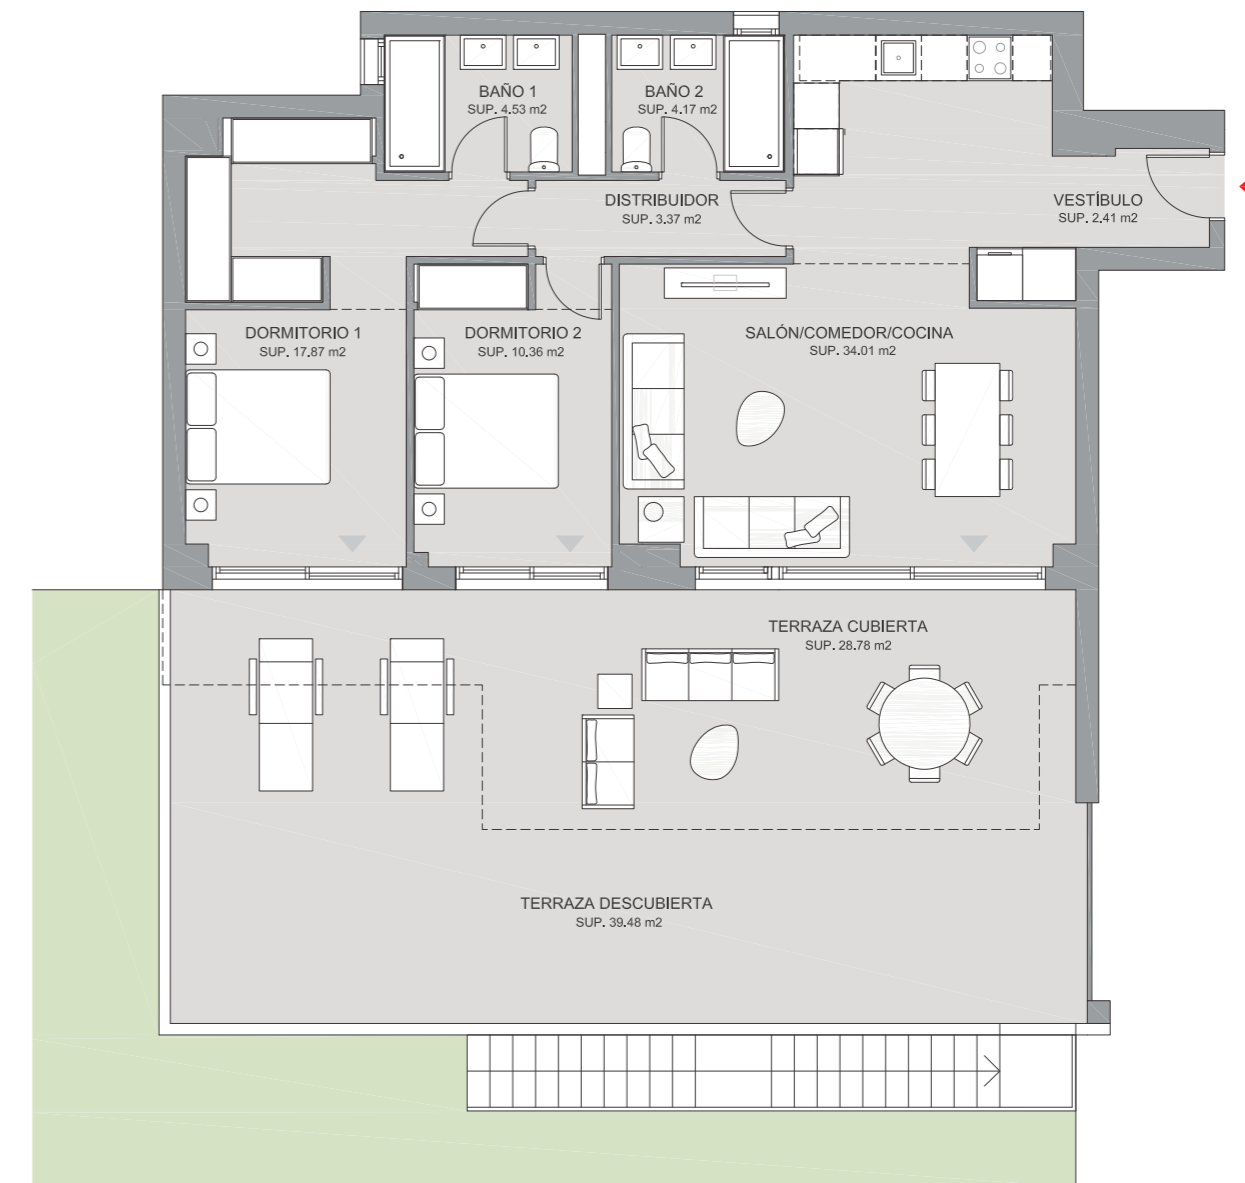 BAÑO 1
SUP. 4.53 m2
BAÑO 2
SUP. 4.17 m2
DISTRIBUIDOR
SUP. 3.37 m2
VESTÍBULO
SUP. 2.41 m2
DORMITORIO 1
SUP. 17.87 m2
DORMITORIO 2
SUP. 10.36 m2
SALÓN/COMEDOR/COCINA
SUP. 34.01 m2
TERRAZA CUBIERTA
SUP. 28.78 m2
TERRAZA DESCUBIERTA
SUP. 39.48 m2